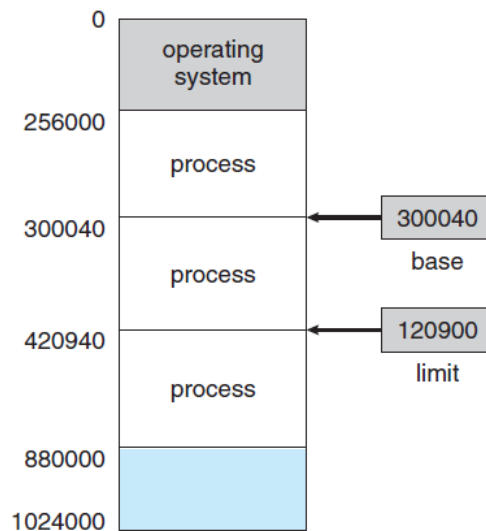 0
operating
system
256000
process
300040
300040
base
process
120900
420940
limit
process
880000
1024000